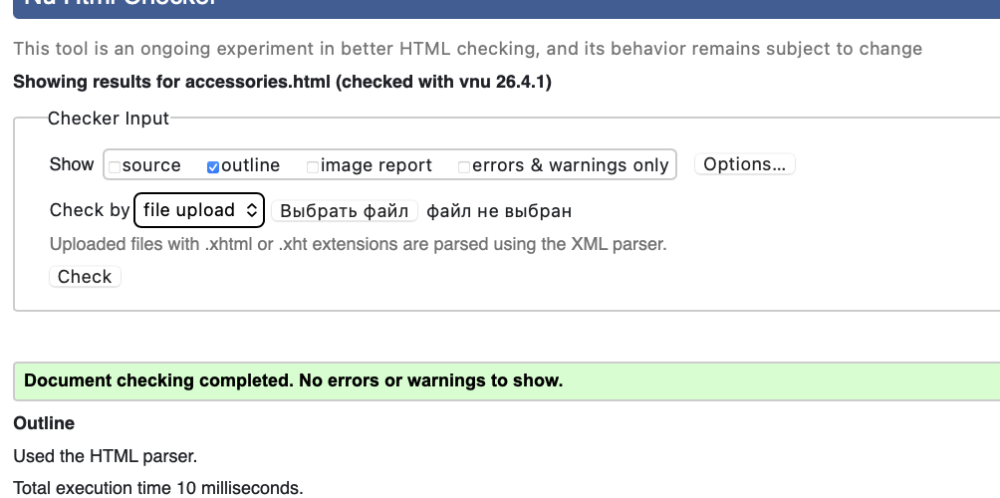 Nu Html Checker
This tool is an ongoing experiment in better HTML checking, and its behavior remains subject to change
Showing results for accessories.html (checked with vnu 26.4.1)
Checker Input
Show source outline image report errors & warnings only Options...
Check by file upload Выбрать файл файл не выбран
Uploaded files with .xhtml or .xht extensions are parsed using the XML parser.
Check
Document checking completed. No errors or warnings to show.
Outline
Used the HTML parser.
Total execution time 10 milliseconds.